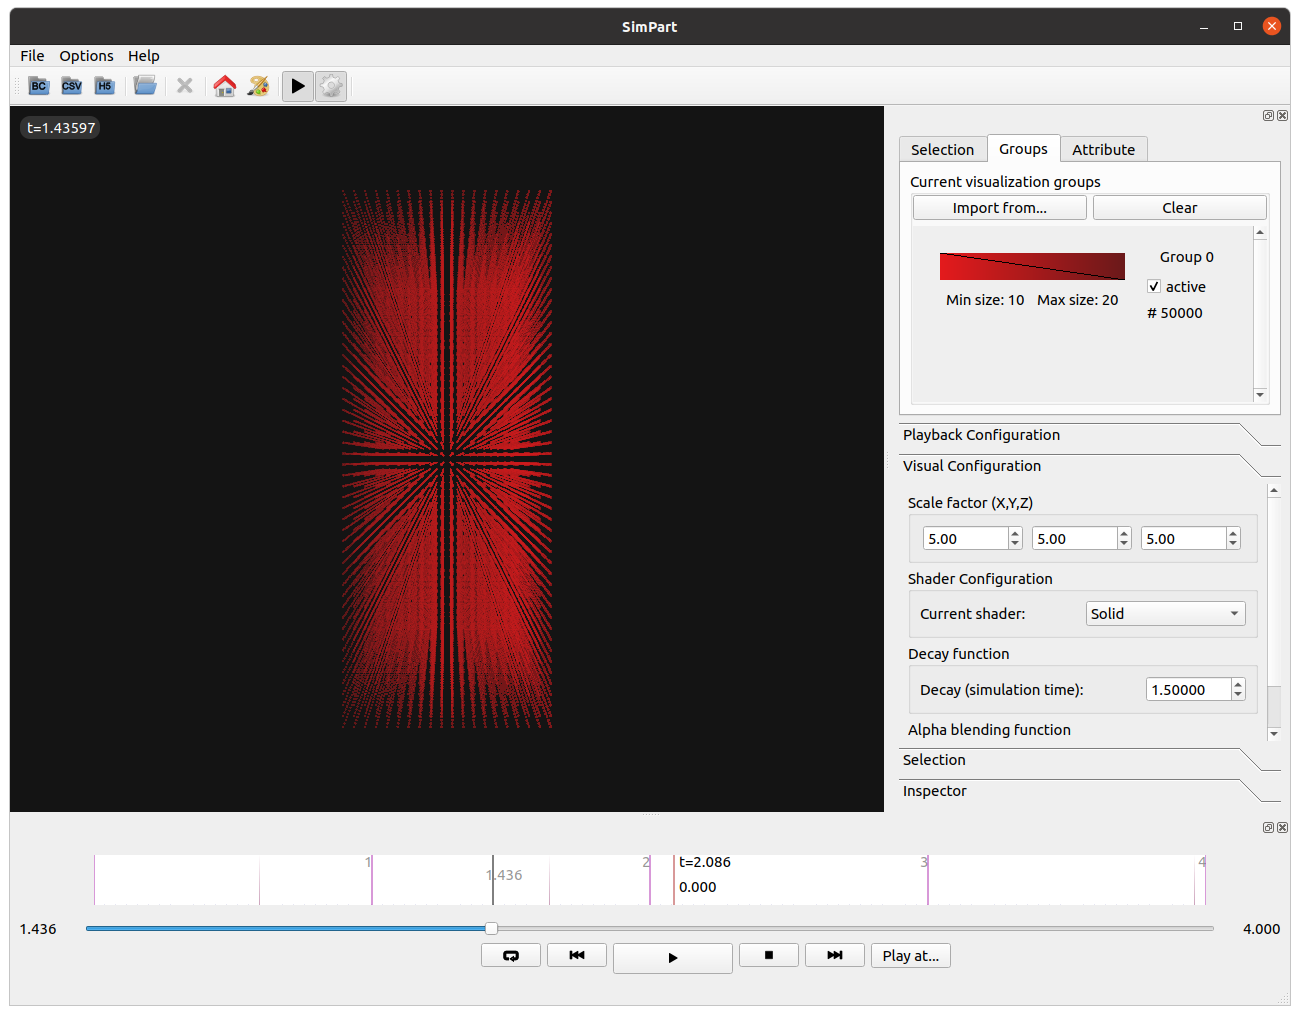 SimPart
File Options Help
BC CSV H5
t=1.43597
Selection Groups Attribute
Current visualization groups
Import from... Clear
Group 0
active
Min size: 10 Max size: 20
# 50000
Playback Configuration
Visual Configuration
Scale factor (X,Y,Z)
5.00 5.00 5.00
Shader Configuration
Current shader: Solid
Decay function
Decay (simulation time): 1.50000
Alpha blending function
Selection
Inspector
1 2 t=2.086 3 4
1.436
0.000
1.436 4.000
Play at...